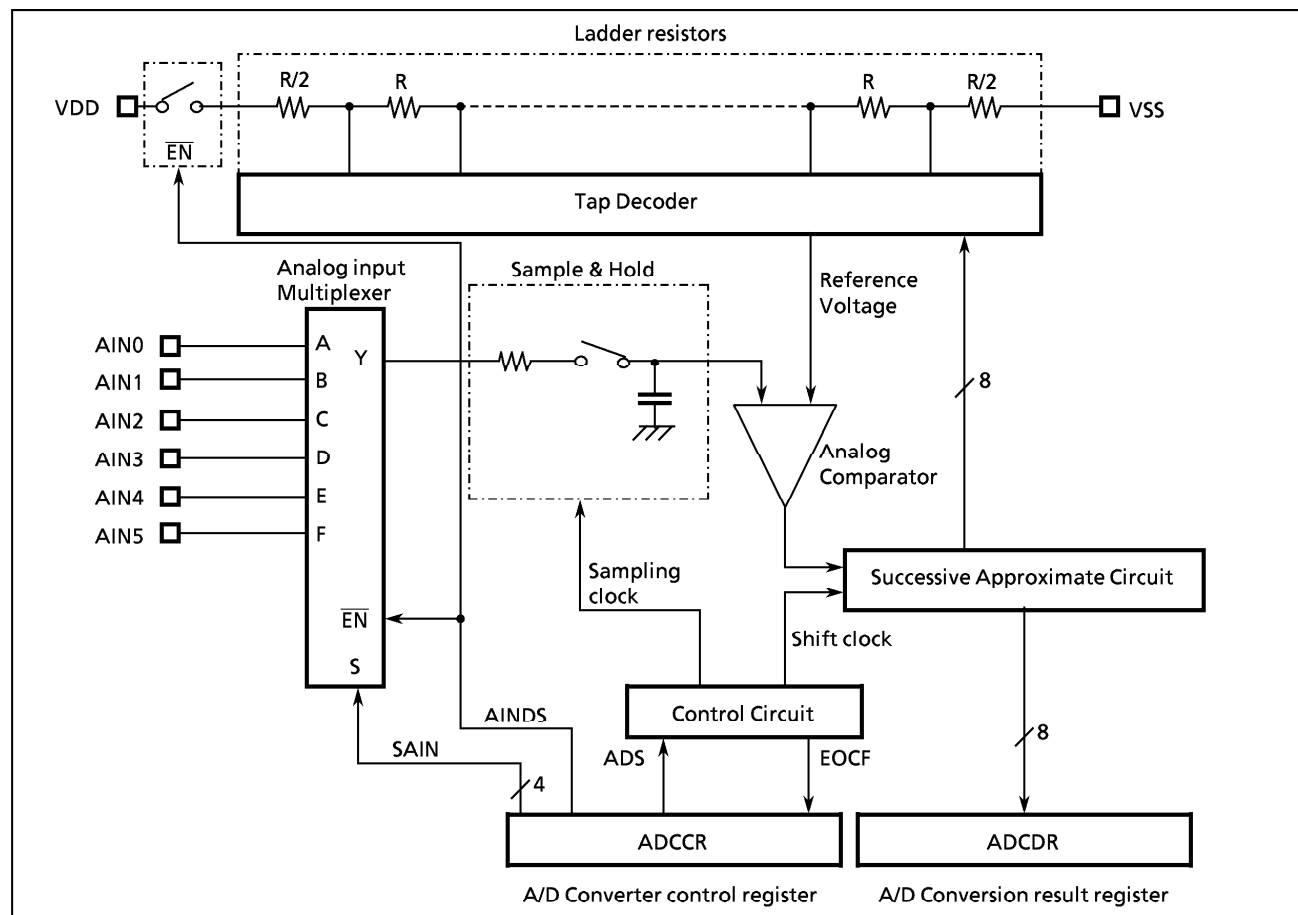 Ladder resistors
R/2
R
R
R/2
VDD
VSS
EN
Tap Decoder
Analog input
Multiplexer
Sample & Hold
Reference
Voltage
AIN0
A
Y
AIN1
B
8
AIN2
C
AIN3
D
Analog
Comparator
AIN4
E
AIN5
F
Sampling
clock
Successive Approximate Circuit
EN
Shift clock
S
Control Circuit
AINDS
SAIN
ADS
EOCF
8
4
ADCCR
ADCDR
A/D Converter control register
A/D Conversion result register